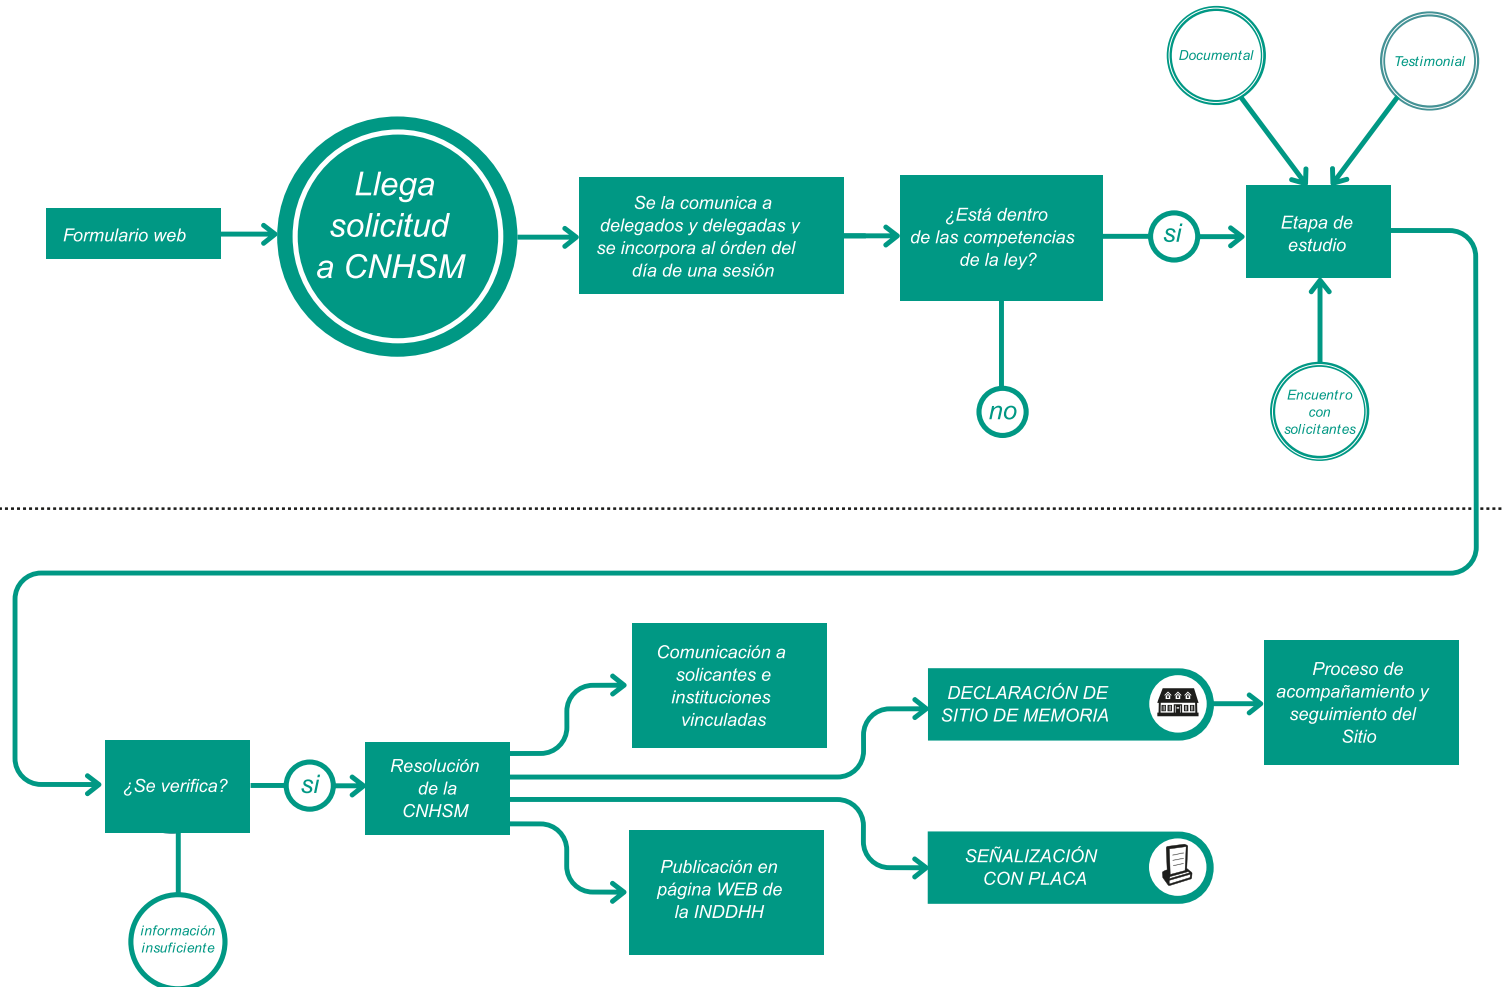 Documental
Testimonial
Formulario web
Llega
solicitud
a CNHSM
Se la comunica a
delegados y delegadas y
se incorpora al órden del
día de una sesión
¿Está dentro
de las competencias
de la ley?
si
no
Etapa de
estudio
Encuentro
con
solicitantes
¿Se verifica?
información
insuficiente
si
Resolución
de la
CNHSM
Comunicación a
solicantes e
instituciones
vinculadas
Publicación en
página WEB de
la INDDHH
DECLARACIÓN DE
SITIO DE MEMORIA
SEÑALIZACIÓN
CON PLACA
Proceso de
acompañamiento y
seguimiento del
Sitio